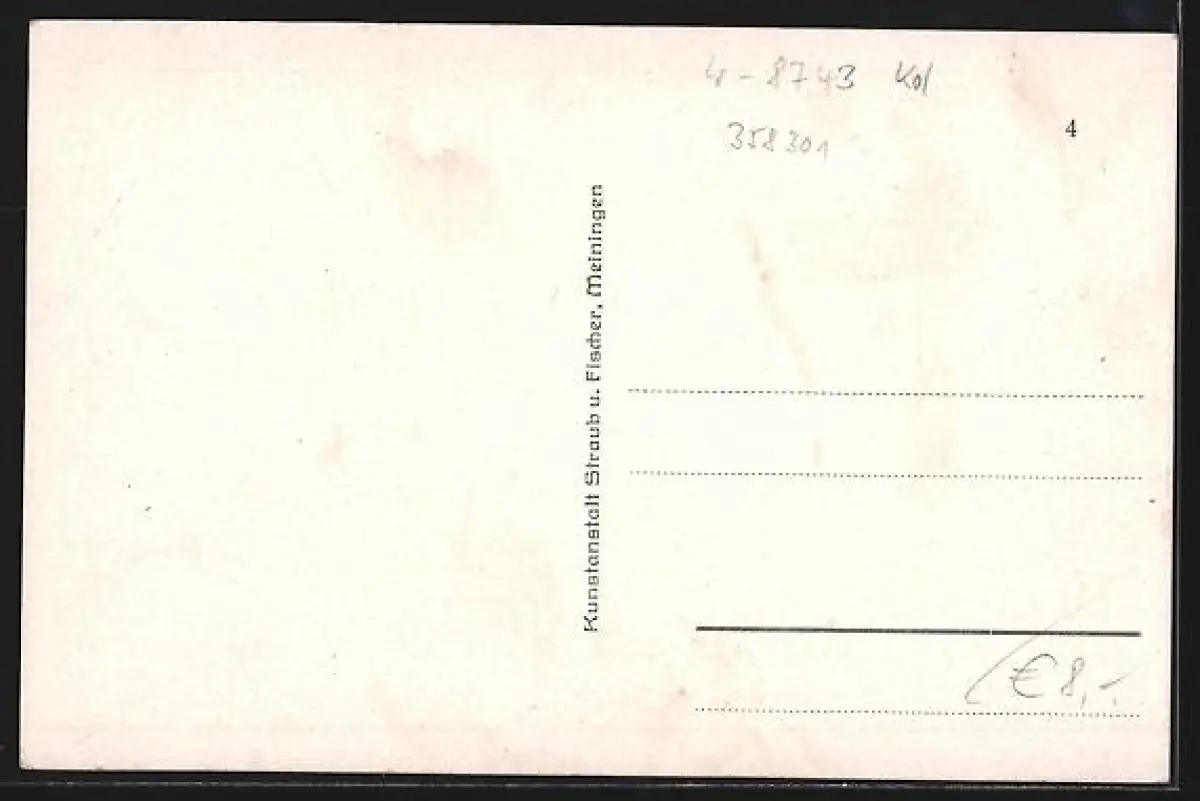 4-8743 Kol
358301
4
Kunstanstalt Straub u. Fischer, Meiningen
€ 8,-